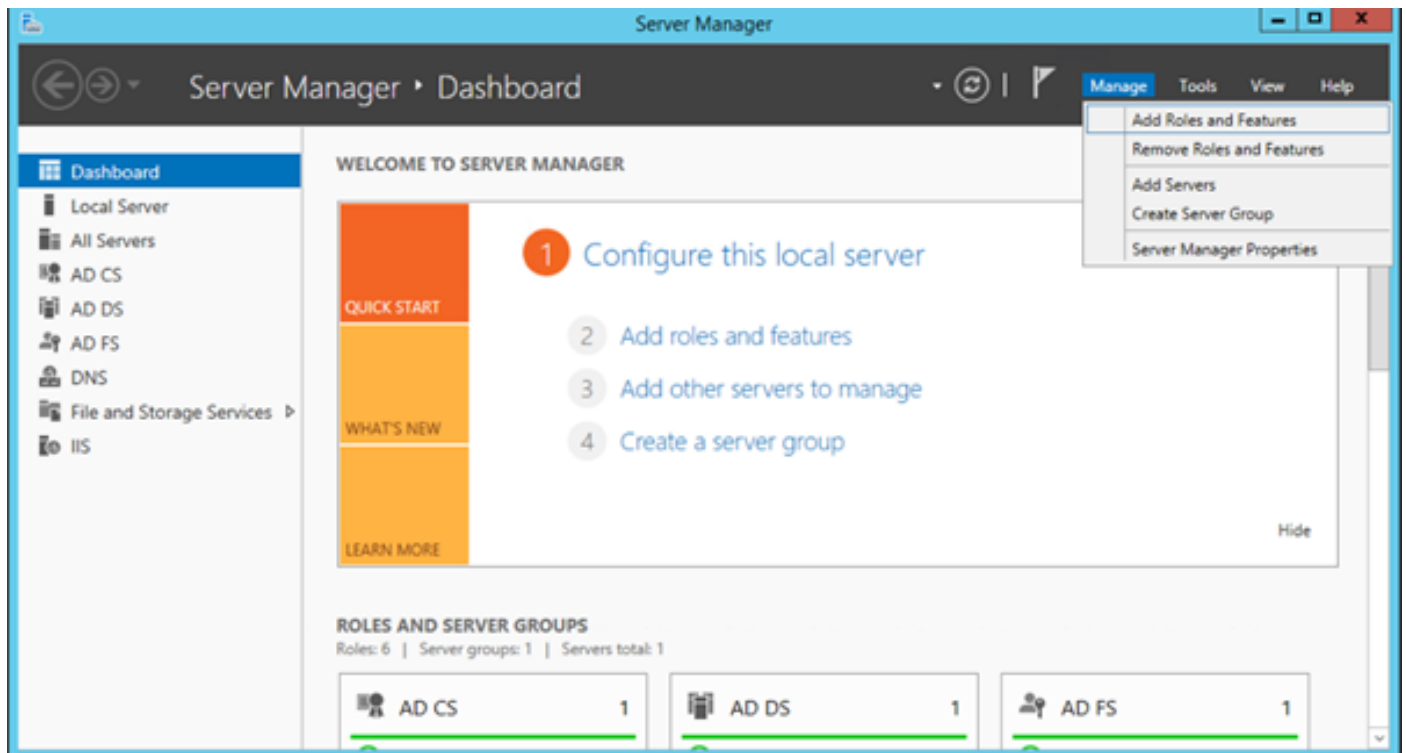 Server Manager
Server Manager • Dashboard
Manage Tools View Help
Add Roles and Features
Remove Roles and Features
Add Servers
Create Server Group
Server Manager Properties
Dashboard
Local Server
All Servers
AD CS
AD DS
AD FS
DNS
File and Storage Services
IIS
WELCOME TO SERVER MANAGER
QUICK START
WHAT'S NEW
LEARN MORE
1 Configure this local server
2 Add roles and features
3 Add other servers to manage
4 Create a server group
Hide
ROLES AND SERVER GROUPS
Roles: 6 | Server groups: 1 | Servers total: 1
AD CS 1
AD DS 1
AD FS 1